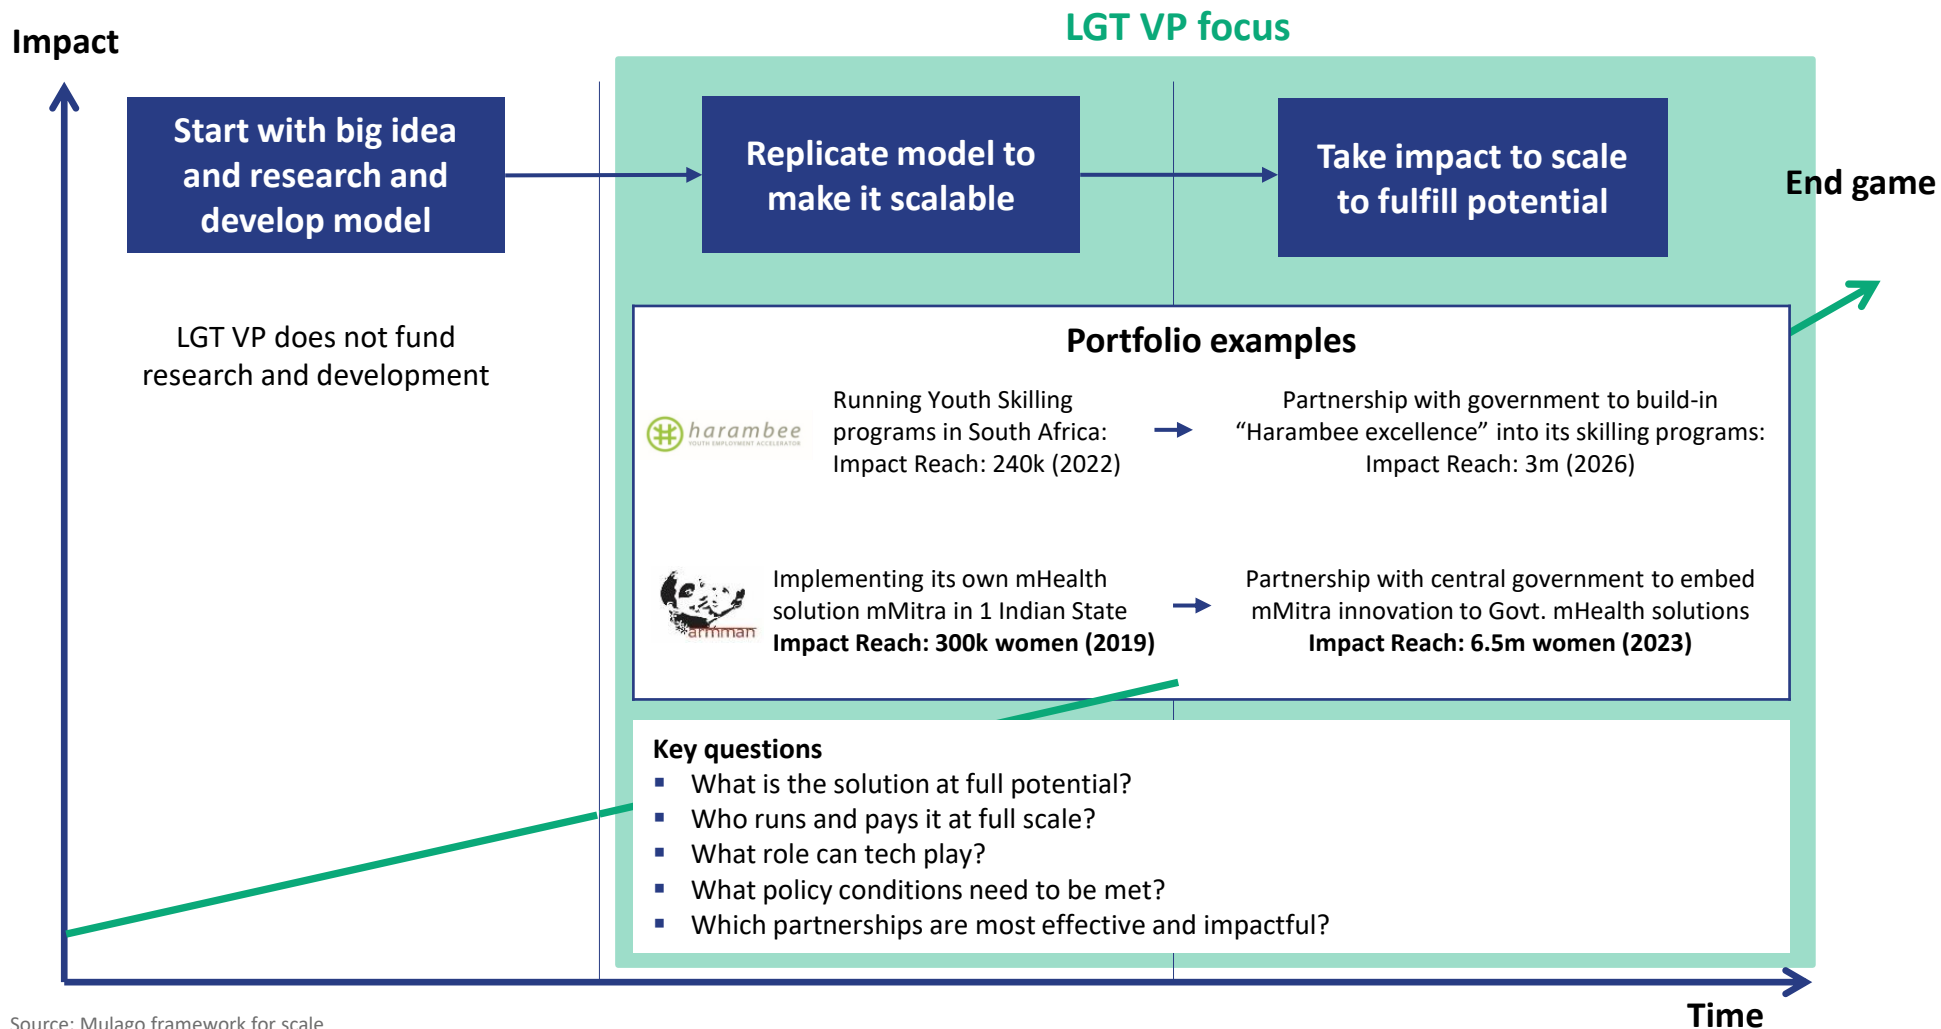 LGT VP focus
Impact
Start with big idea
and research and
develop model
Replicate model to
make it scalable
Take impact to scale
to fulfill potential
End game
LGT VP does not fund
research and development
Portfolio examples
harambee
YOUTH EMPLOYMENT ACCELERATOR
Running Youth Skilling
programs in South Africa:
Impact Reach: 240k (2022)
Partnership with government to build-in
“Harambee excellence” into its skilling programs:
Impact Reach: 3m (2026)
armman
Implementing its own mHealth
solution mMitra in 1 Indian State
Impact Reach: 300k women (2019)
Partnership with central government to embed
mMitra innovation to Govt. mHealth solutions
Impact Reach: 6.5m women (2023)
Key questions
▪ What is the solution at full potential?
▪ Who runs and pays it at full scale?
▪ What role can tech play?
▪ What policy conditions need to be met?
▪ Which partnerships are most effective and impactful?
Time
Source: Mulago framework for scale